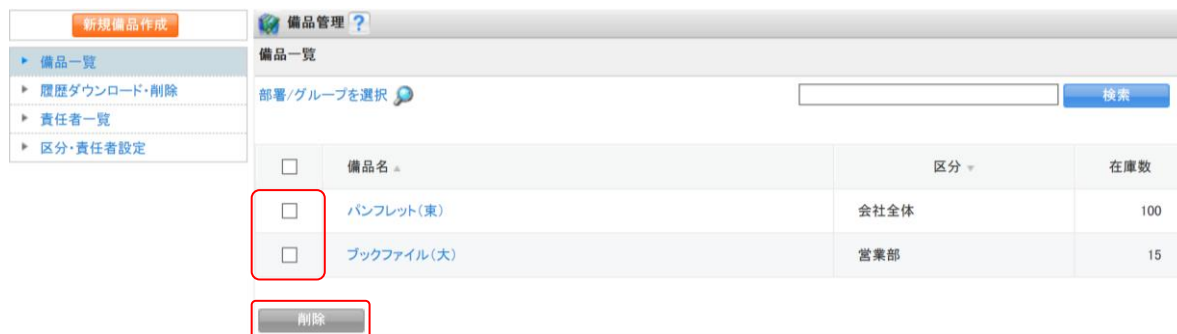 新規備品作成
備品一覧
履歴ダウンロード・削除
責任者一覧
区分・責任者設定
備品管理 ?
備品一覧
部署/グループを選択
検索
備品名 区分 在庫数
パンフレット(東) 会社全体 100
ブックファイル(大) 営業部 15
削除